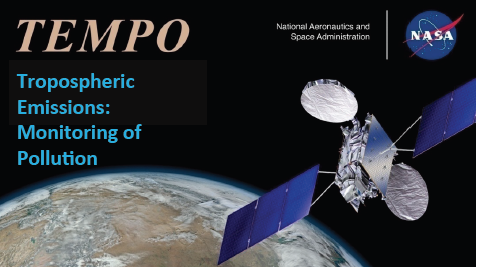 TEMPO
National Aeronautics and
Space Administration
NASA
Tropospheric
Emissions:
Monitoring of
Pollution